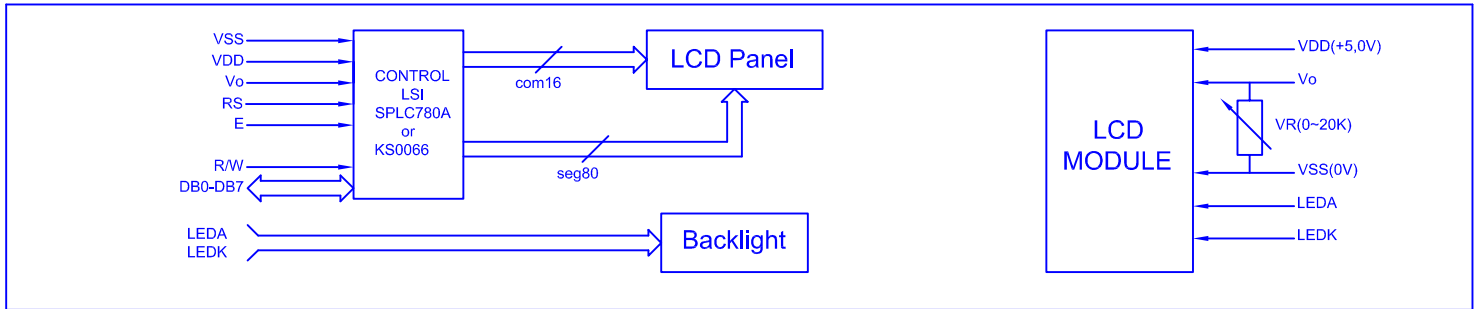 VSS
VDD
Vo
RS
E
R/W
DB0-DB7
CONTROL
LSI
SPLC780A
or
KS0066
com16
seg80
LCD Panel
LEDA
LEDK
Backlight
LCD
MODULE
VDD(+5,0V)
Vo
VR(0~20K)
VSS(0V)
LEDA
LEDK